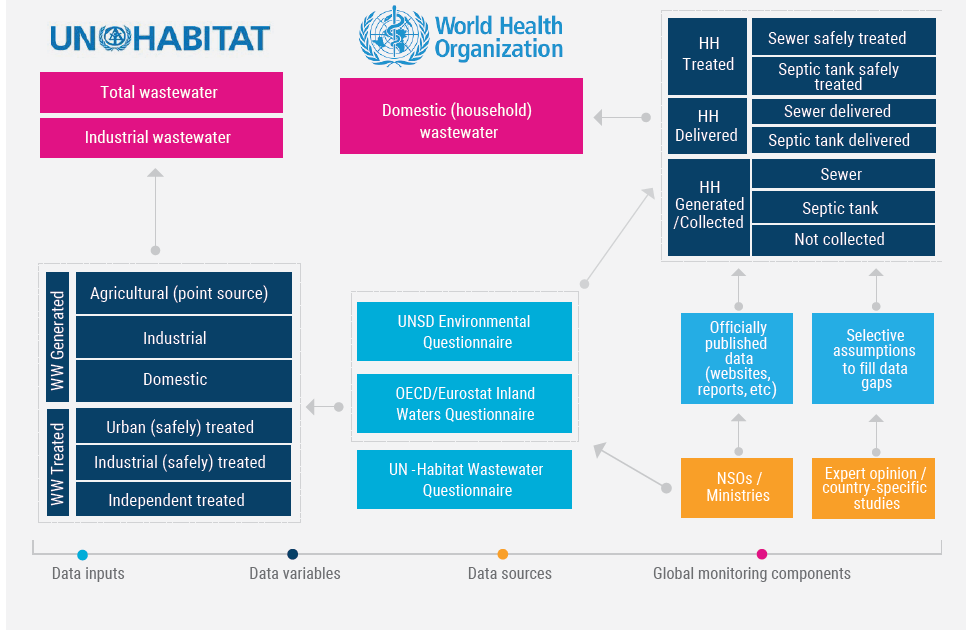 UN HABITAT
World Health
Organization
Total wastewater
Industrial wastewater
Domestic (household)
wastewater
HH
Treated
Sewer safely treated
Septic tank safely
treated
HH
Delivered
Sewer delivered
Septic tank delivered
HH
Generated
/Collected
Sewer
Septic tank
Not collected
WW Generated
Agricultural (point source)
Industrial
Domestic
WW Treated
Urban (safely) treated
Industrial (safely) treated
Independent treated
UNSD Environmental
Questionnaire
OECD/Eurostat Inland
Waters Questionnaire
UN -Habitat Wastewater
Questionnaire
Officially
published
data
(websites,
reports, etc)
Selective
assumptions
to fill data
gaps
NSOs /
Ministries
Expert opinion /
country-specific
studies
Data inputs
Data variables
Data sources
Global monitoring components